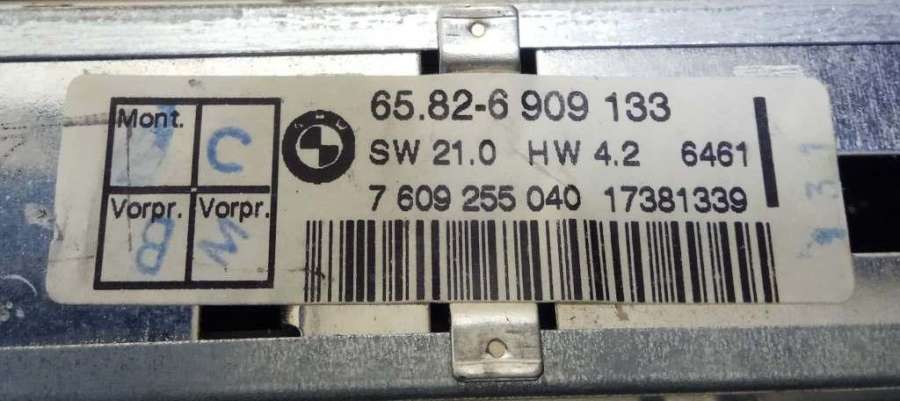 65.82-6 909 133
SW 21.0 HW 4.2 6461
7 609 255 040 17381339
Mont.
C
Vorpr. Vorpr.
B
31